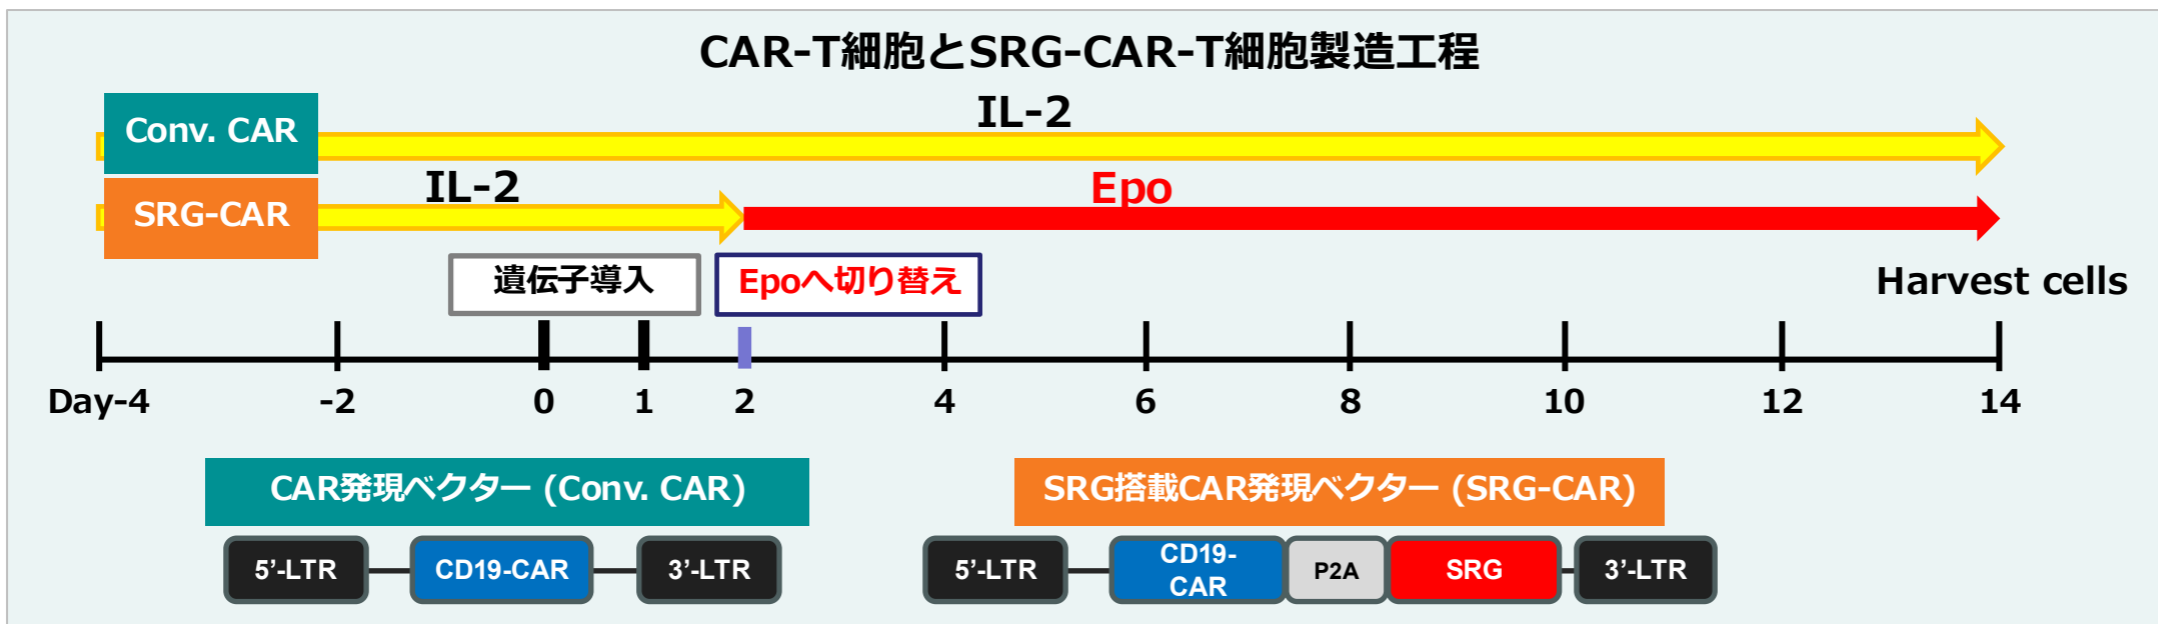 CAR-T細胞とSRG-CAR-T細胞製造工程
Conv. CAR
IL-2
SRG-CAR
IL-2
Epo
遺伝子導入
Epoへ切り替え
Harvest cells
Day-4 -2 0 1 2 4 6 8 10 12 14
CAR発現ベクター (Conv. CAR)
5’-LTR CD19-CAR 3’-LTR
SRG搭載CAR発現ベクター (SRG-CAR)
5’-LTR CD19-
CAR P2A SRG 3’-LTR